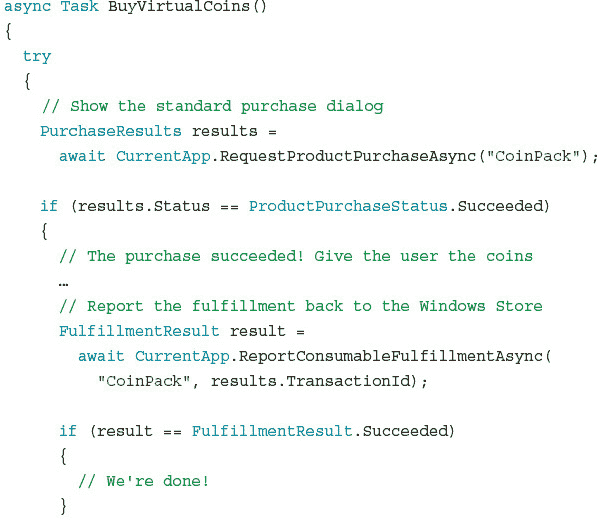 async Task BuyVirtualCoins()
{
try
{
// Show the standard purchase dialog
PurchaseResults results =
await CurrentApp.RequestProductPurchaseAsync("CoinPack");
if (results.Status == ProductPurchaseStatus.Succeeded)
{
// The purchase succeeded! Give the user the coins
…
// Report the fulfillment back to the Windows Store
FulfillmentResult result =
await CurrentApp.ReportConsumableFulfillmentAsync(
"CoinPack", results.TransactionId);
if (result == FulfillmentResult.Succeeded)
{
// We're done!
}